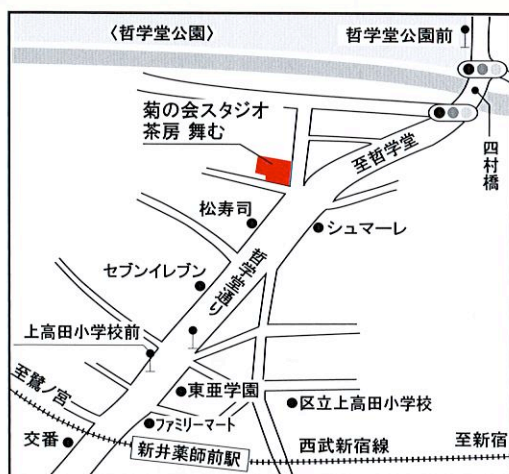 〈哲学堂公園〉
哲学堂公園前
菊の会スタジオ
茶房 舞む
至哲学堂
四村橋
松寿司
シュマーレ
哲学堂通り
セブンイレブン
上高田小学校前
至鷺ノ宮
東亜学園
区立上高田小学校
ファミリーマート
交番
新井薬師前駅
西武新宿線
至新宿